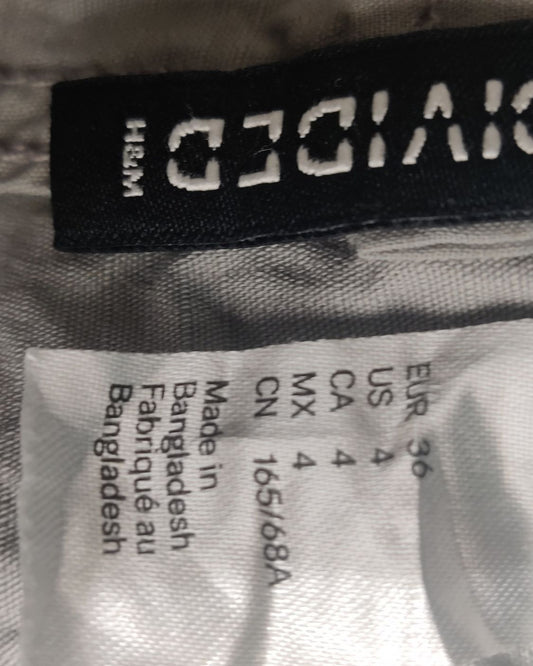 DIVIDED
H&M
EUR 36
US 4
CA 4
MX 4
CN 165/68A
Made in
Bangladesh
Fabriqué au
Bangladesh